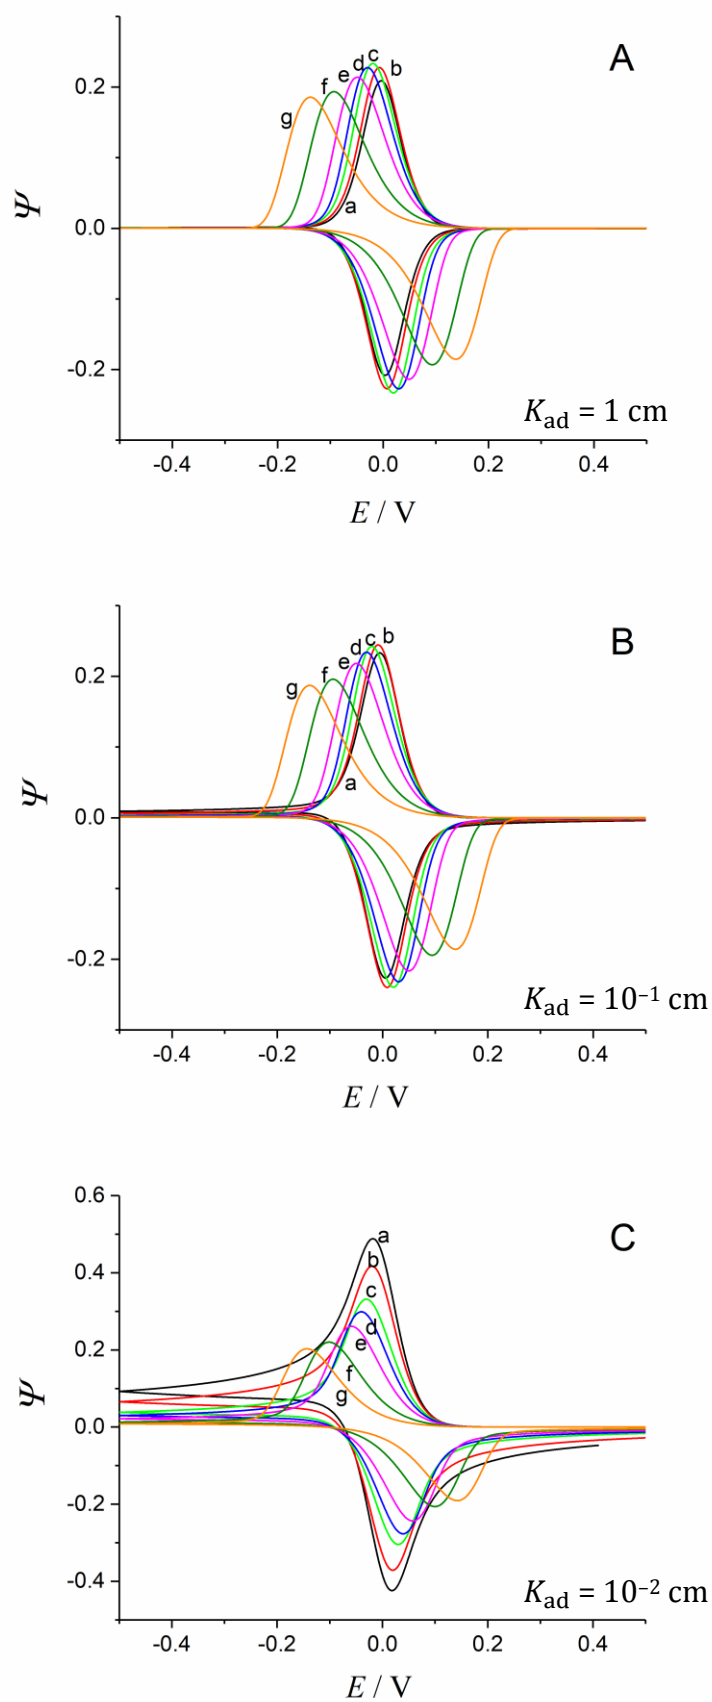 A
0.2
0.0
-0.2
Ψ
a
b
c
d
e
f
g
K_ad = 1 cm
-0.4 -0.2 0.0 0.2 0.4
E / V
B
0.2
0.0
-0.2
Ψ
a
b
c
d
e
f
g
K_ad = 10⁻¹ cm
-0.4 -0.2 0.0 0.2 0.4
E / V
C
0.6
0.4
0.2
0.0
-0.2
-0.4
Ψ
a
b
c
d
e
f
g
K_ad = 10⁻² cm
-0.4 -0.2 0.0 0.2 0.4
E / V